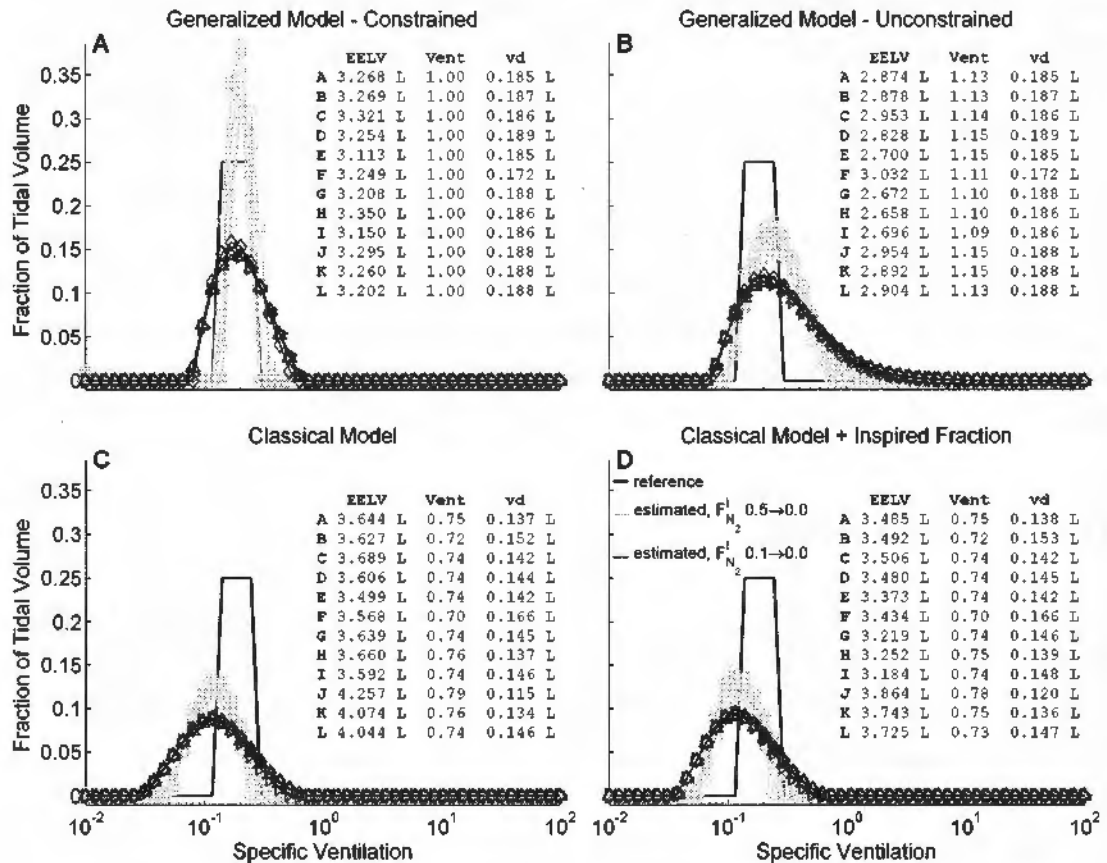 Generalized Model - Constrained
A
EELV Vent vd
A 3.268 L 1.00 0.185 L
B 3.269 L 1.00 0.187 L
C 3.321 L 1.00 0.186 L
D 3.254 L 1.00 0.189 L
E 3.113 L 1.00 0.185 L
F 3.249 L 1.00 0.172 L
G 3.208 L 1.00 0.188 L
H 3.350 L 1.00 0.186 L
I 3.150 L 1.00 0.186 L
J 3.295 L 1.00 0.188 L
K 3.260 L 1.00 0.188 L
L 3.202 L 1.00 0.188 L
Fraction of Tidal Volume
0.35
0.3
0.25
0.2
0.15
0.1
0.05
0
Generalized Model - Unconstrained
B
EELV Vent vd
A 2.874 L 1.13 0.185 L
B 2.878 L 1.13 0.187 L
C 2.953 L 1.14 0.186 L
D 2.828 L 1.15 0.189 L
E 2.700 L 1.15 0.185 L
F 3.032 L 1.11 0.172 L
G 2.672 L 1.10 0.188 L
H 2.658 L 1.10 0.186 L
I 2.696 L 1.09 0.186 L
J 2.954 L 1.15 0.188 L
K 2.892 L 1.15 0.188 L
L 2.904 L 1.13 0.188 L
Classical Model
C
EELV Vent vd
A 3.644 L 0.75 0.137 L
B 3.627 L 0.72 0.152 L
C 3.689 L 0.74 0.142 L
D 3.606 L 0.74 0.144 L
E 3.499 L 0.74 0.142 L
F 3.568 L 0.70 0.166 L
G 3.639 L 0.74 0.145 L
H 3.660 L 0.76 0.137 L
I 3.592 L 0.74 0.146 L
J 4.257 L 0.79 0.115 L
K 4.074 L 0.76 0.134 L
L 4.044 L 0.74 0.146 L
Fraction of Tidal Volume
0.35
0.3
0.25
0.2
0.15
0.1
0.05
0
10^-2 10^-1 10^0 10^1 10^2
Specific Ventilation
Classical Model + Inspired Fraction
D
reference
estimated, F^I_N2 0.5→0.0
estimated, F^I_N2 0.1→0.0
EELV Vent vd
A 3.485 L 0.75 0.138 L
B 3.492 L 0.72 0.153 L
C 3.506 L 0.74 0.142 L
D 3.480 L 0.74 0.145 L
E 3.373 L 0.74 0.142 L
F 3.434 L 0.70 0.166 L
G 3.219 L 0.74 0.146 L
H 3.252 L 0.75 0.139 L
I 3.184 L 0.74 0.148 L
J 3.864 L 0.78 0.120 L
K 3.743 L 0.75 0.136 L
L 3.725 L 0.73 0.147 L
10^-2 10^-1 10^0 10^1 10^2
Specific Ventilation